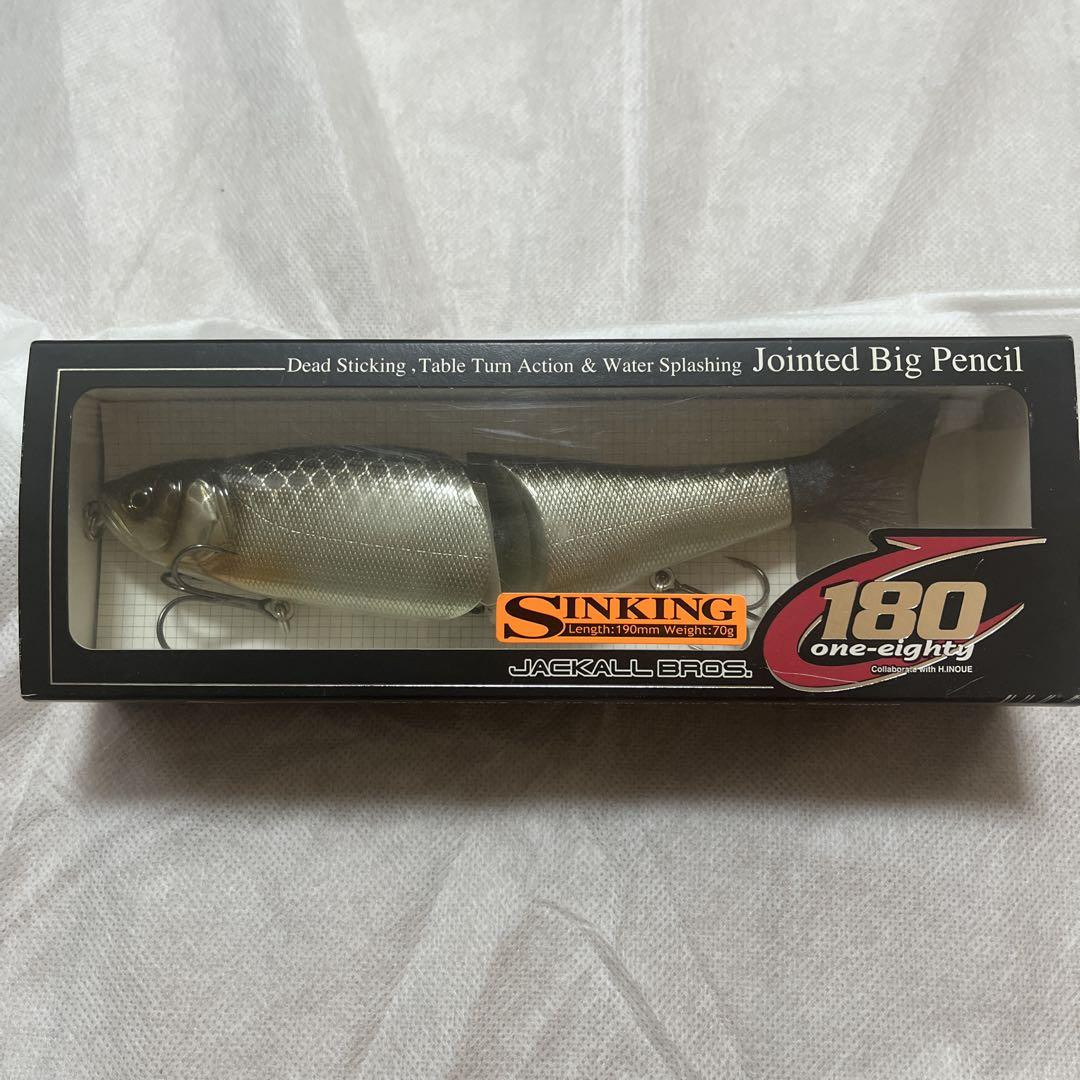 Dead Sticking ,Table Turn Action & Water Splashing Jointed Big Pencil
SINKING
Length:190mm Weight:70g
JACKALL BROS.
180
one-eighty
Collaborate with H.INOUE